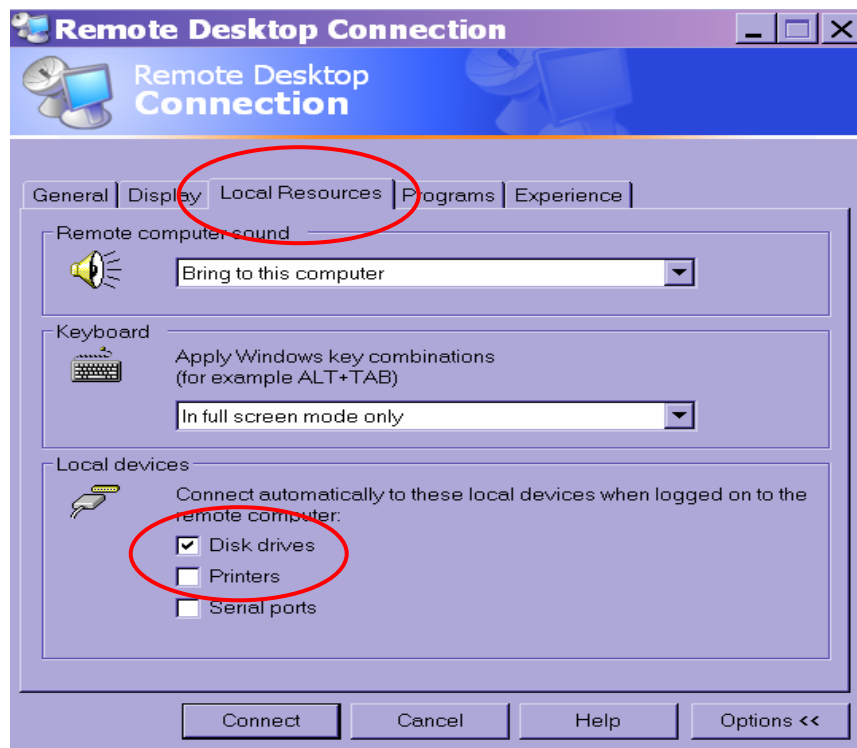 Remote Desktop Connection
Remote Desktop
Connection
General Display Local Resources Programs Experience
Remote computer sound
Bring to this computer
Keyboard
Apply Windows key combinations
(for example ALT+TAB)
In full screen mode only
Local devices
Connect automatically to these local devices when logged on to the
remote computer:
Disk drives
Printers
Serial ports
Connect Cancel Help Options <<